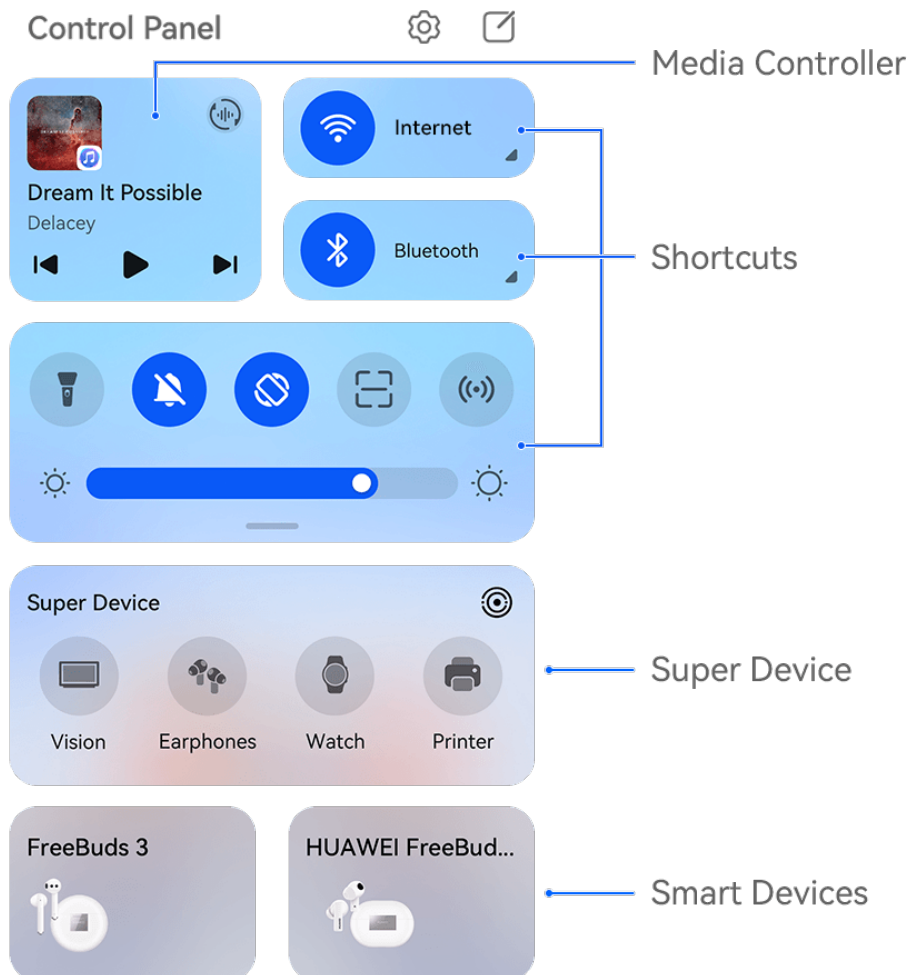 Control Panel
Media Controller
Internet
Dream It Possible
Delacey
Bluetooth
Shortcuts
Super Device
Vision
Earphones
Watch
Printer
Super Device
FreeBuds 3
HUAWEI FreeBud...
Smart Devices